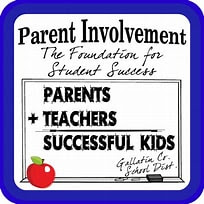 Parent Involvement
The Foundation for
Student Success
PARENTS
+ TEACHERS
SUCCESSFUL KIDS
Gallatin Co.
School Dist.